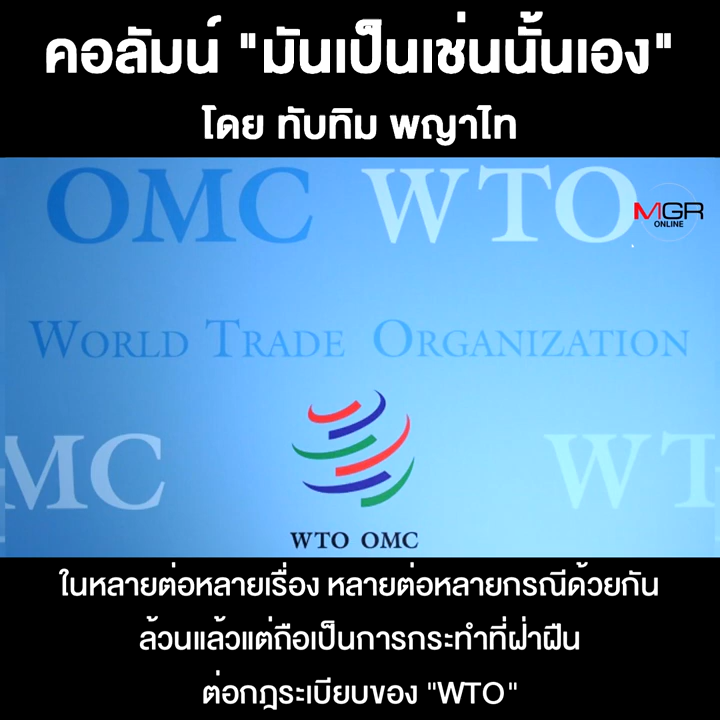 คอลัมน์ "มันเป็นเช่นนั้นเอง"
โดย ทับทิม พญาไท
OMC WTO
MGR
ONLINE
WORLD TRADE ORGANIZATION
MC WT
WTO OMC
ในหลายต่อหลายเรื่อง หลายต่อหลายกรณีด้วยกัน
ล้วนแล้วแต่ถือเป็นการกระทำที่ฝ่าฝืน
ต่อกฎระเบียบของ "WTO"